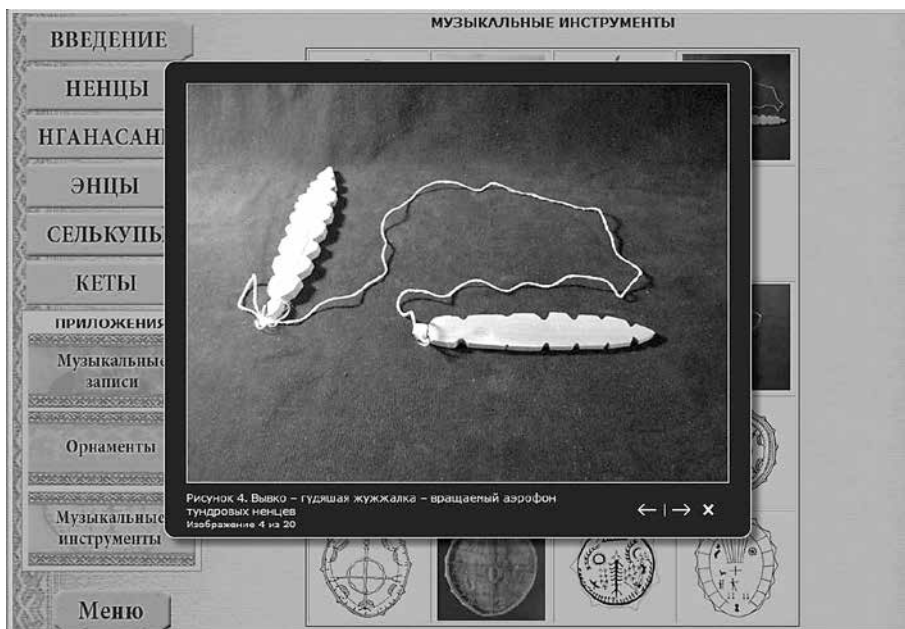 МУЗЫКАЛЬНЫЕ ИНСТРУМЕНТЫ
ВВЕДЕНИЕ
НЕНЦЫ
НГАНАСАН
ЭНЦЫ
СЕЛЬКУПЫ
КЕТЫ
ПРИЛОЖЕНИЯ
Музыкальные
записи
Орнаменты
Музыкальные
инструменты
Меню
Рисунок 4. Вывко – гудящая жужжалка – вращаемый аэрофон
тундровых ненцев
Изображение 4 из 20